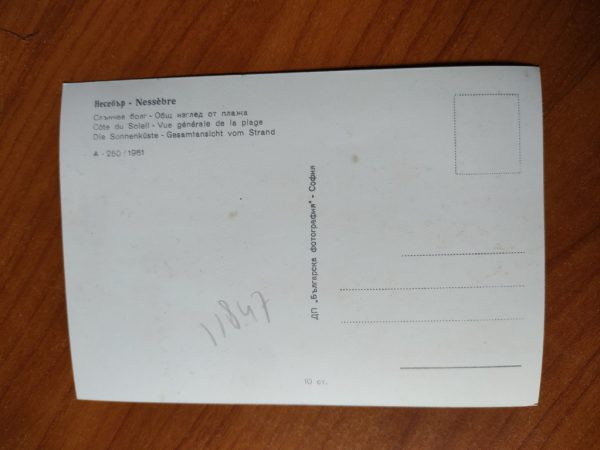 Несебър - Nessèbre
Слънчев бряг - Общ изглед от плажа
Côte du Soleil - Vue générale de la plage
Die Sonnenküste - Gesamtansicht vom Strand
A - 250 / 1961
ДП „Българска фотография" - София
11847
10 ст.